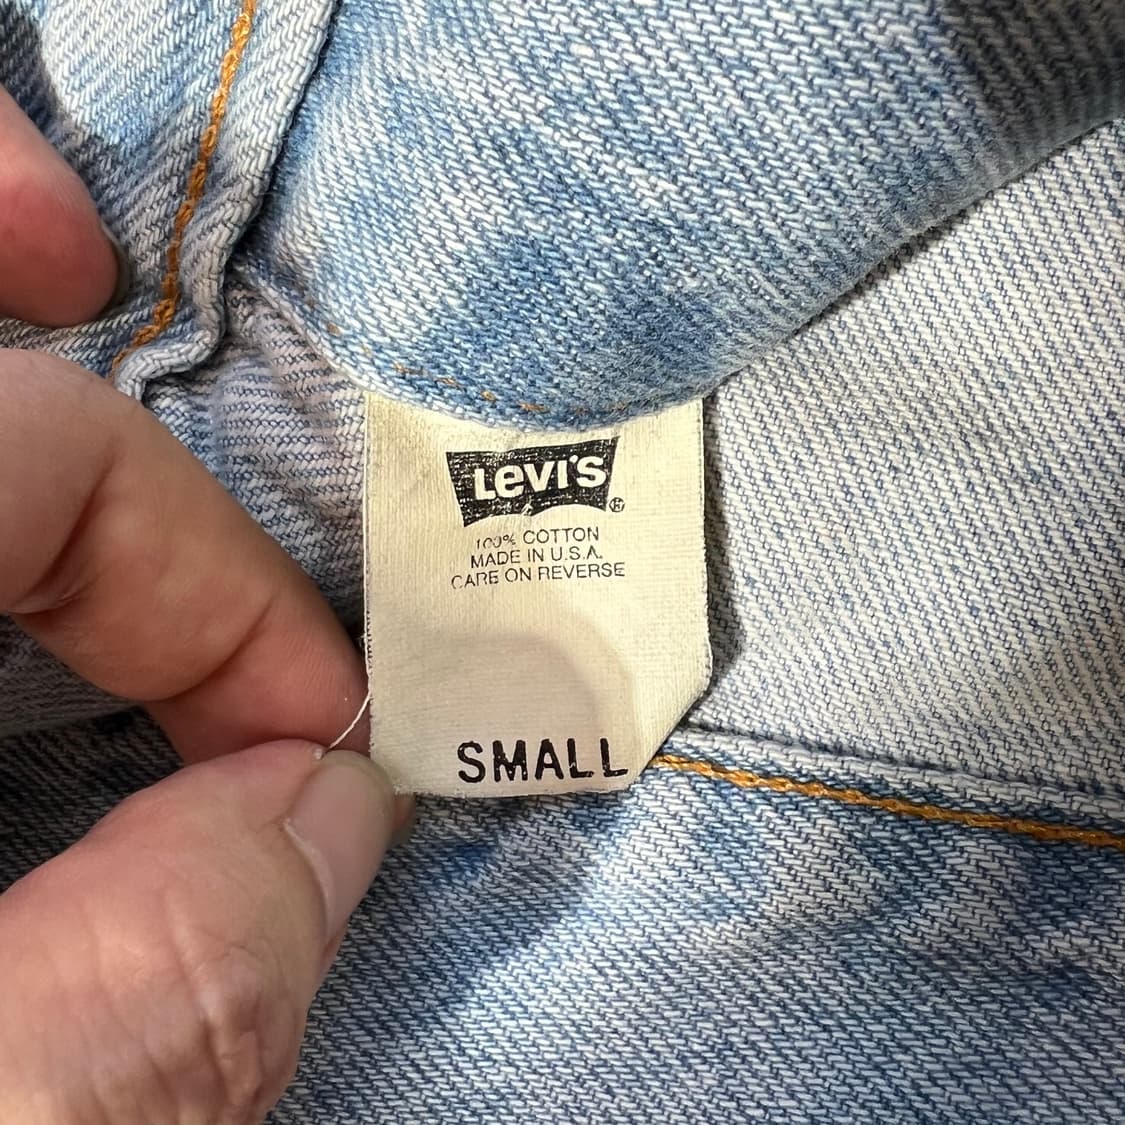 LeVI'S ®
100% COTTON
MADE IN U.S.A.
CARE ON REVERSE
SMALL